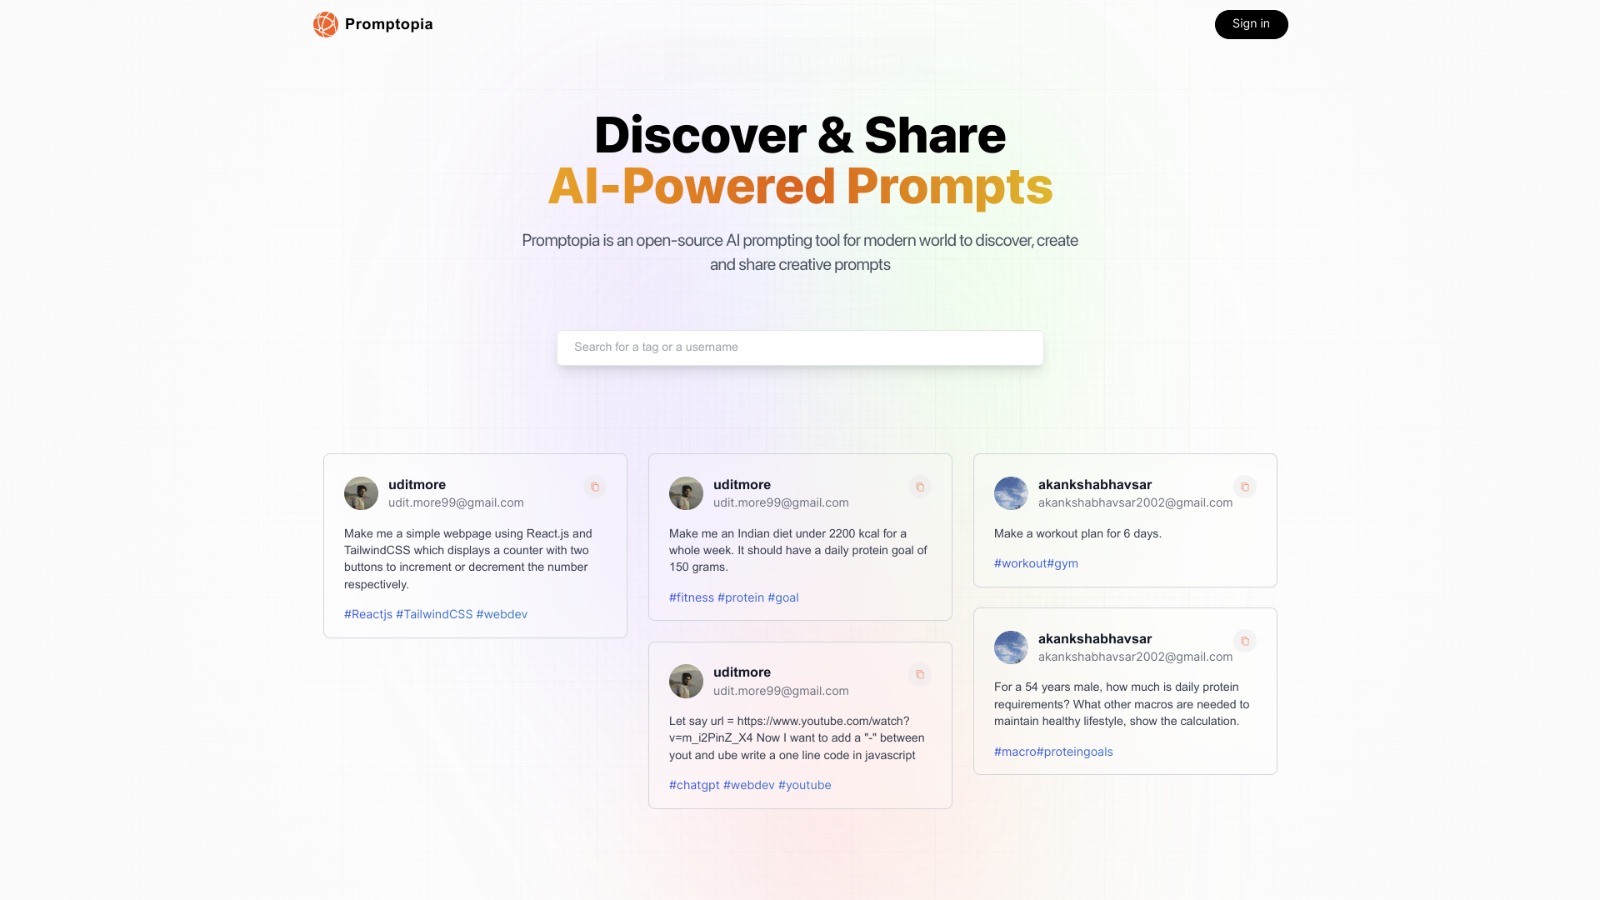 Promptopia
Sign in
Discover & Share
AI-Powered Prompts
Promptopia is an open-source AI prompting tool for modern world to discover, create
and share creative prompts
Search for a tag or a username
uditmore
udit.more99@gmail.com
Make me a simple webpage using React.js and
TailwindCSS which displays a counter with two
buttons to increment or decrement the number
respectively.
#Reactjs #TailwindCSS #webdev
uditmore
udit.more99@gmail.com
Make me an Indian diet under 2200 kcal for a
whole week. It should have a daily protein goal of
150 grams.
#fitness #protein #goal
uditmore
udit.more99@gmail.com
Let say url = https://www.youtube.com/watch?
v=m_i2PinZ_X4 Now I want to add a "-" between
yout and ube write a one line code in javascript
#chatgpt #webdev #youtube
akankshabhavsar
akankshabhavsar2002@gmail.com
Make a workout plan for 6 days.
#workout#gym
akankshabhavsar
akankshabhavsar2002@gmail.com
For a 54 years male, how much is daily protein
requirements? What other macros are needed to
maintain healthy lifestyle, show the calculation.
#macro#proteingoals